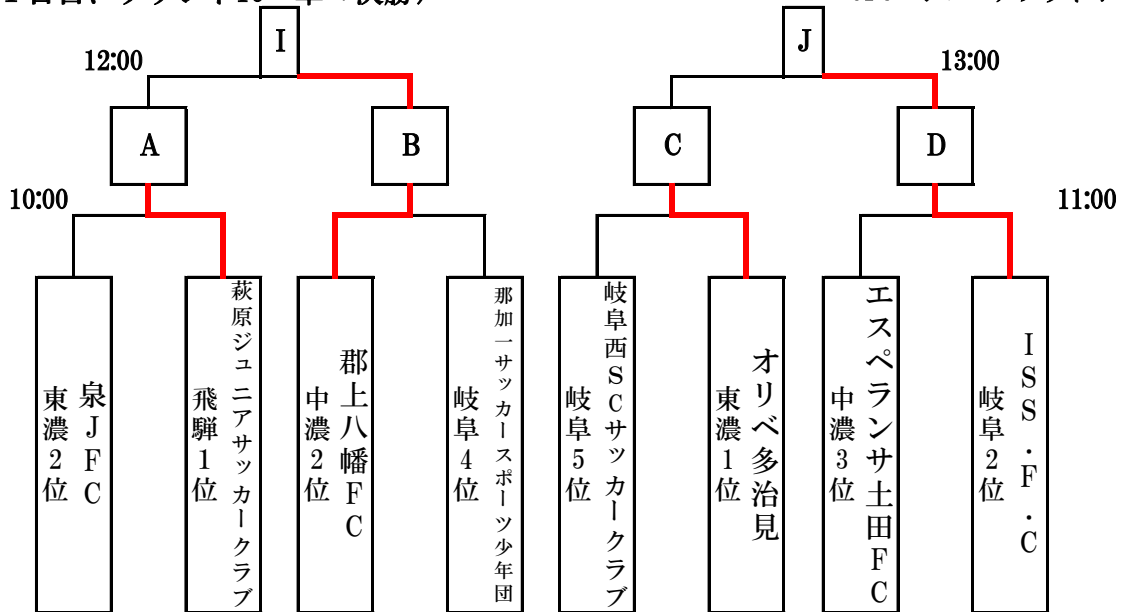 I
J
12:00
13:00
A
B
C
D
10:00
11:00
泉JFC
東濃2位
萩原ジュニアサッカークラブ
飛騨1位
郡上八幡FC
中濃2位
那加一サッカースポーツ少年団
岐阜4位
岐阜西SCサッカークラブ
岐阜5位
オリベ多治見
東濃1位
エスペランサ土田FC
中濃3位
ISS.F.C
岐阜2位